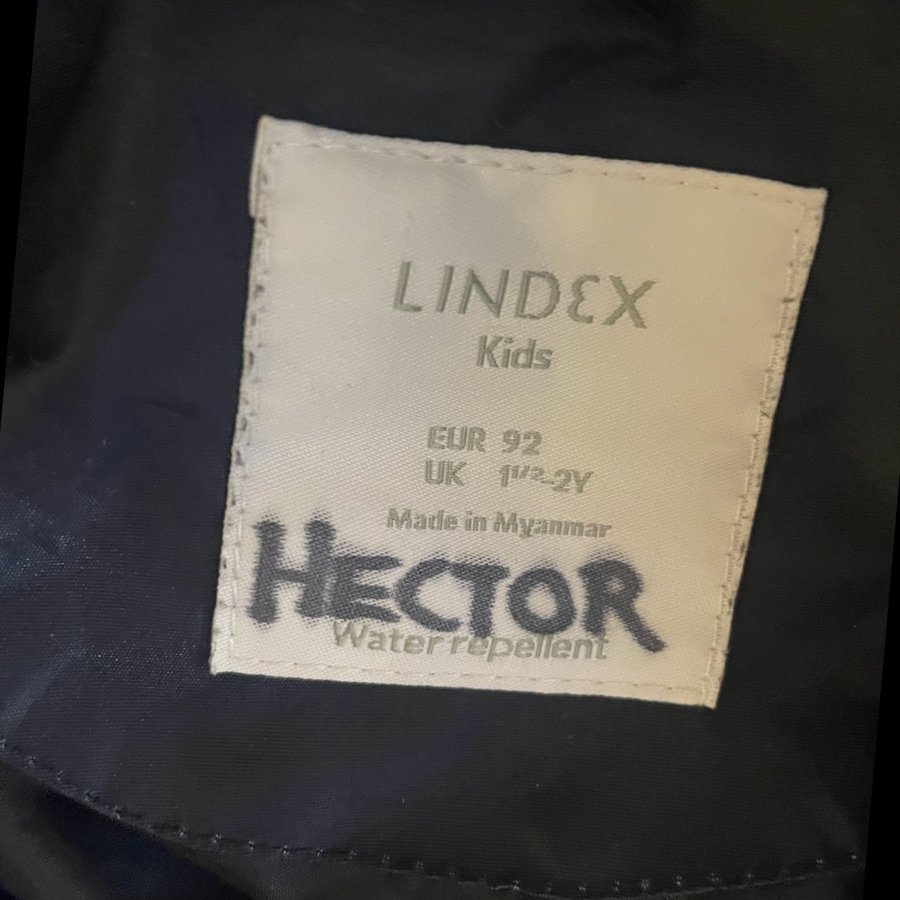 LINDEX
Kids
EUR 92
UK 1½-2Y
Made in Myanmar
HECTOR
Water repellent